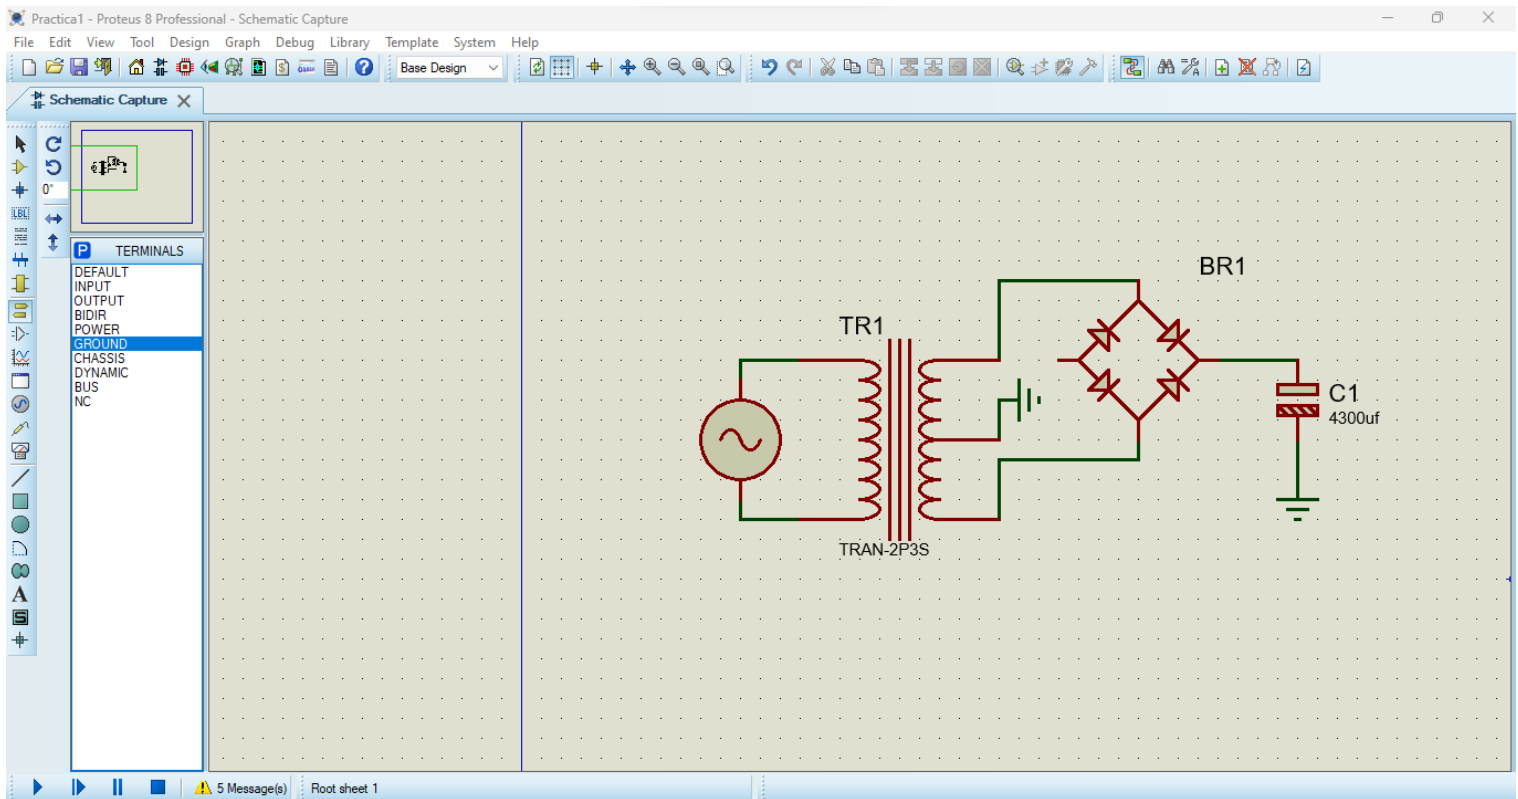 Practica1 - Proteus 8 Professional - Schematic Capture
File Edit View Tool Design Graph Debug Library Template System Help
Base Design
Schematic Capture
0°
LBL
P TERMINALS
DEFAULT
INPUT
OUTPUT
BIDIR
POWER
GROUND
CHASSIS
DYNAMIC
BUS
NC
A
S
BR1
TR1
C1
4300uf
TRAN-2P3S
5 Message(s) Root sheet 1